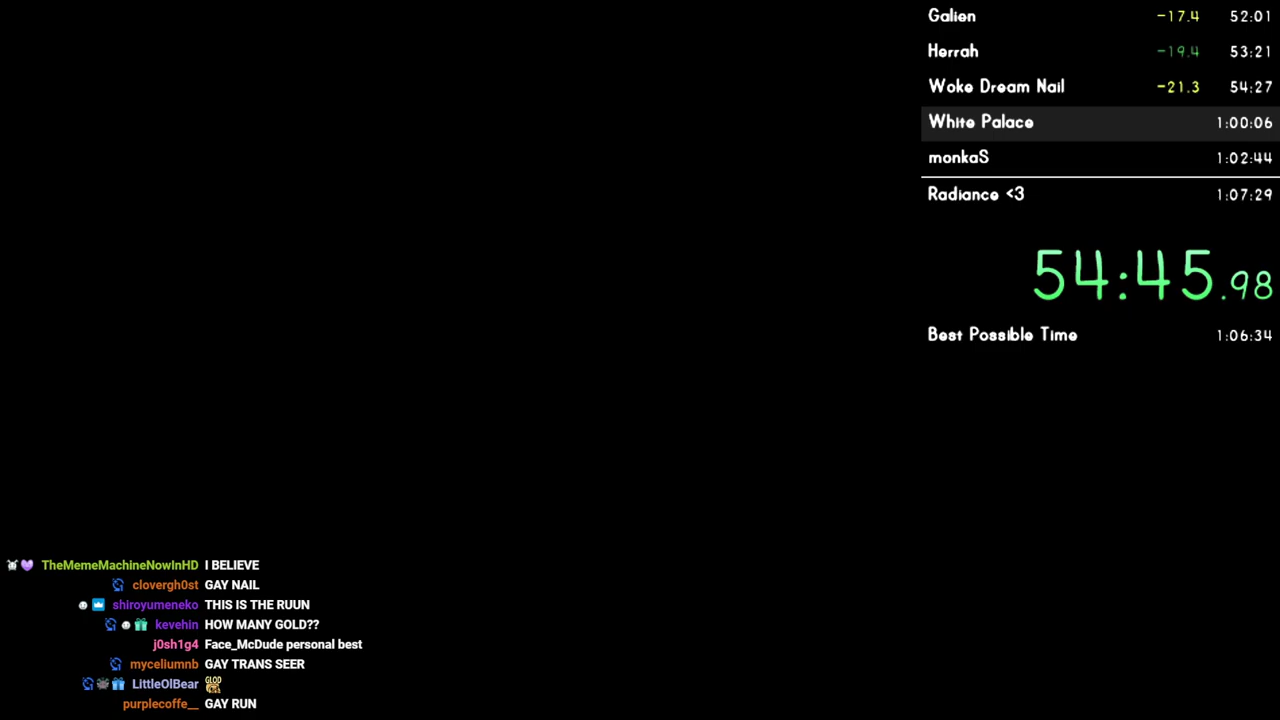 Galien -17.4 52:01
Herrah -19.4 53:21
Woke Dream Nail -21.3 54:27
White Palace 1:00:06
monkaS 1:02:44
Radiance <3 1:07:29
54:45.98
Best Possible Time 1:06:34
TheMemeMachineNowInHD I BELIEVE
clovergh0st GAY NAIL
shiroyumeneko THIS IS THE RUUN
kevehin HOW MANY GOLD??
j0sh1g4 Face_McDude personal best
myceliumnb GAY TRANS SEER
LittleOlBear GLOD
purplecoffe__ GAY RUN